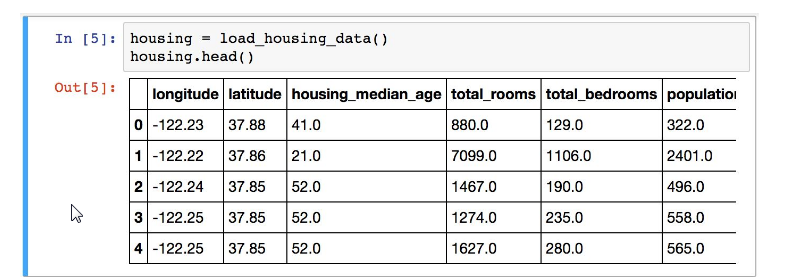 In [5]: housing = load_housing_data()
housing.head()
Out[5]:
longitude latitude housing_median_age total_rooms total_bedrooms
0 -122.23 37.88 41.0 880.0 129.0 322.0
1 -122.22 37.86 21.0 7099.0 1106.0 2401.0
2 -122.24 37.85 52.0 1467.0 190.0 496.0
3 -122.25 37.85 52.0 1274.0 235.0 558.0
4 -122.25 37.85 52.0 1627.0 280.0 565.0